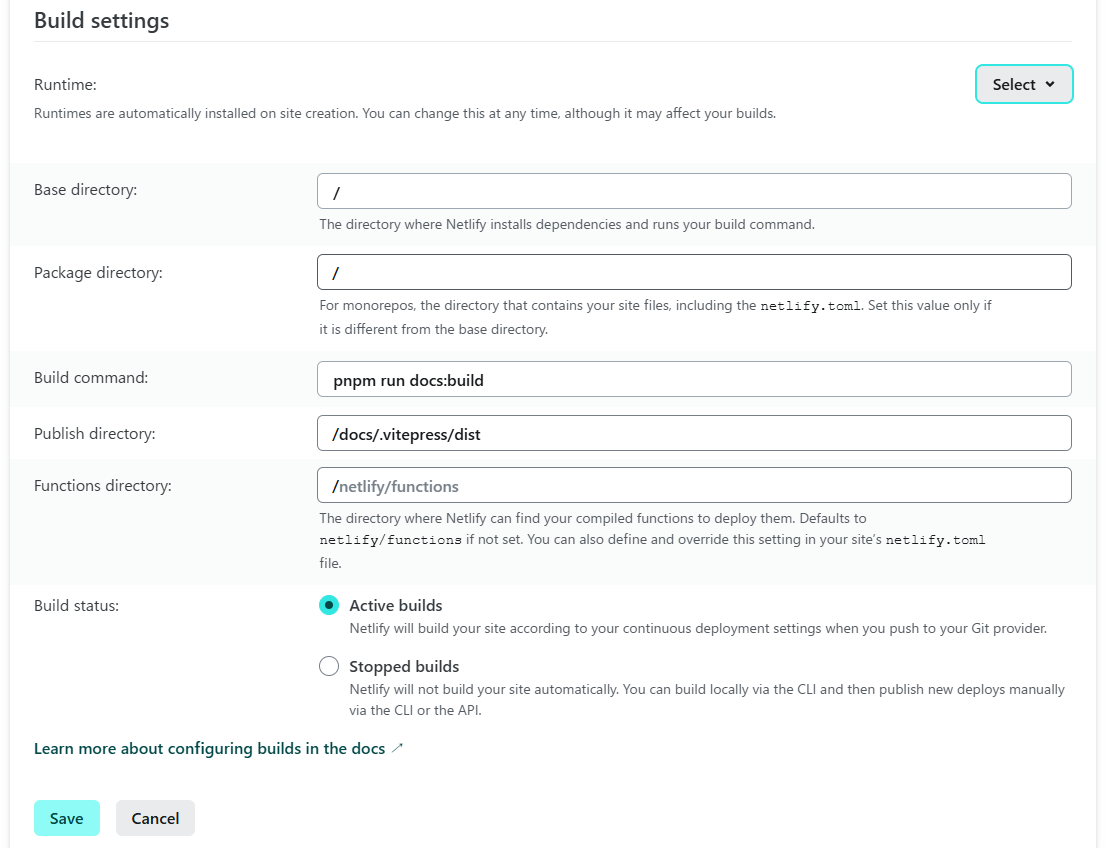 Build settings
Runtime:
Select
Runtimes are automatically installed on site creation. You can change this at any time, although it may affect your builds.
Base directory:
/
The directory where Netlify installs dependencies and runs your build command.
Package directory:
/
For monorepos, the directory that contains your site files, including the netlify.toml. Set this value only if
it is different from the base directory.
Build command:
pnpm run docs:build
Publish directory:
/docs/.vitepress/dist
Functions directory:
/netlify/functions
The directory where Netlify can find your compiled functions to deploy them. Defaults to
netlify/functions if not set. You can also define and override this setting in your site’s netlify.toml
file.
Build status:
Active builds
Netlify will build your site according to your continuous deployment settings when you push to your Git provider.
Stopped builds
Netlify will not build your site automatically. You can build locally via the CLI and then publish new deploys manually
via the CLI or the API.
Learn more about configuring builds in the docs
Save
Cancel